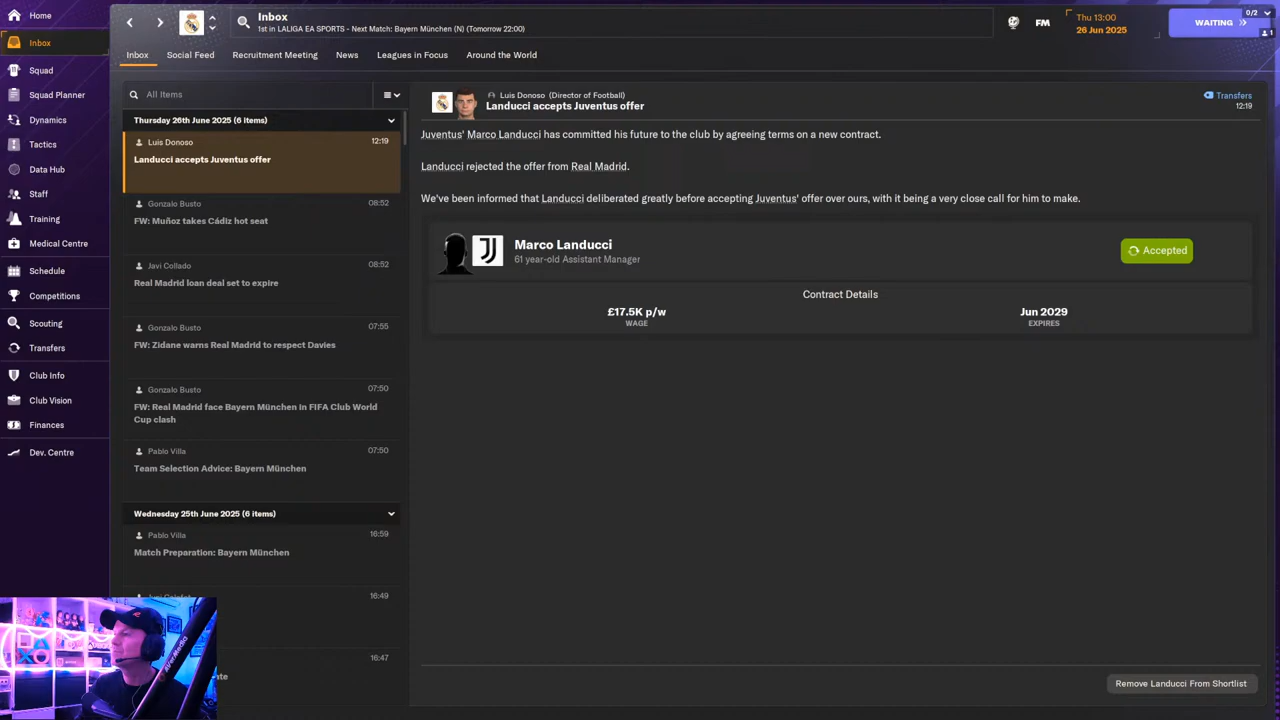 Home
Inbox
Squad
Squad Planner
Dynamics
Tactics
Data Hub
Staff
Training
Medical Centre
Schedule
Competitions
Scouting
Transfers
Club Info
Club Vision
Finances
Dev. Centre
Inbox
1st in LALIGA EA SPORTS - Next Match: Bayern München (N) (Tomorrow 22:00)
FM
Thu 13:00
26 Jun 2025
WAITING
0/2
1
Inbox
Social Feed
Recruitment Meeting
News
Leagues in Focus
Around the World
All Items
Thursday 26th June 2025 (6 items)
Luis Donoso 12:19
Landucci accepts Juventus offer
Gonzalo Busto 08:52
FW: Muñoz takes Cádiz hot seat
Javi Collado 08:52
Real Madrid loan deal set to expire
Gonzalo Busto 07:55
FW: Zidane warns Real Madrid to respect Davies
Gonzalo Busto 07:50
FW: Real Madrid face Bayern München in FIFA Club World
Cup clash
Pablo Villa 07:50
Team Selection Advice: Bayern München
Wednesday 25th June 2025 (6 items)
Pablo Villa 16:59
Match Preparation: Bayern München
16:49
16:47
Luis Donoso (Director of Football)
Landucci accepts Juventus offer
Transfers
12:19
Juventus' Marco Landucci has committed his future to the club by agreeing terms on a new contract.
Landucci rejected the offer from Real Madrid.
We've been informed that Landucci deliberated greatly before accepting Juventus' offer over ours, with it being a very close call for him to make.
Marco Landucci
61 year-old Assistant Manager
Accepted
Contract Details
£17.5K p/w
WAGE
Jun 2029
EXPIRES
Remove Landucci From Shortlist
AVerMedia